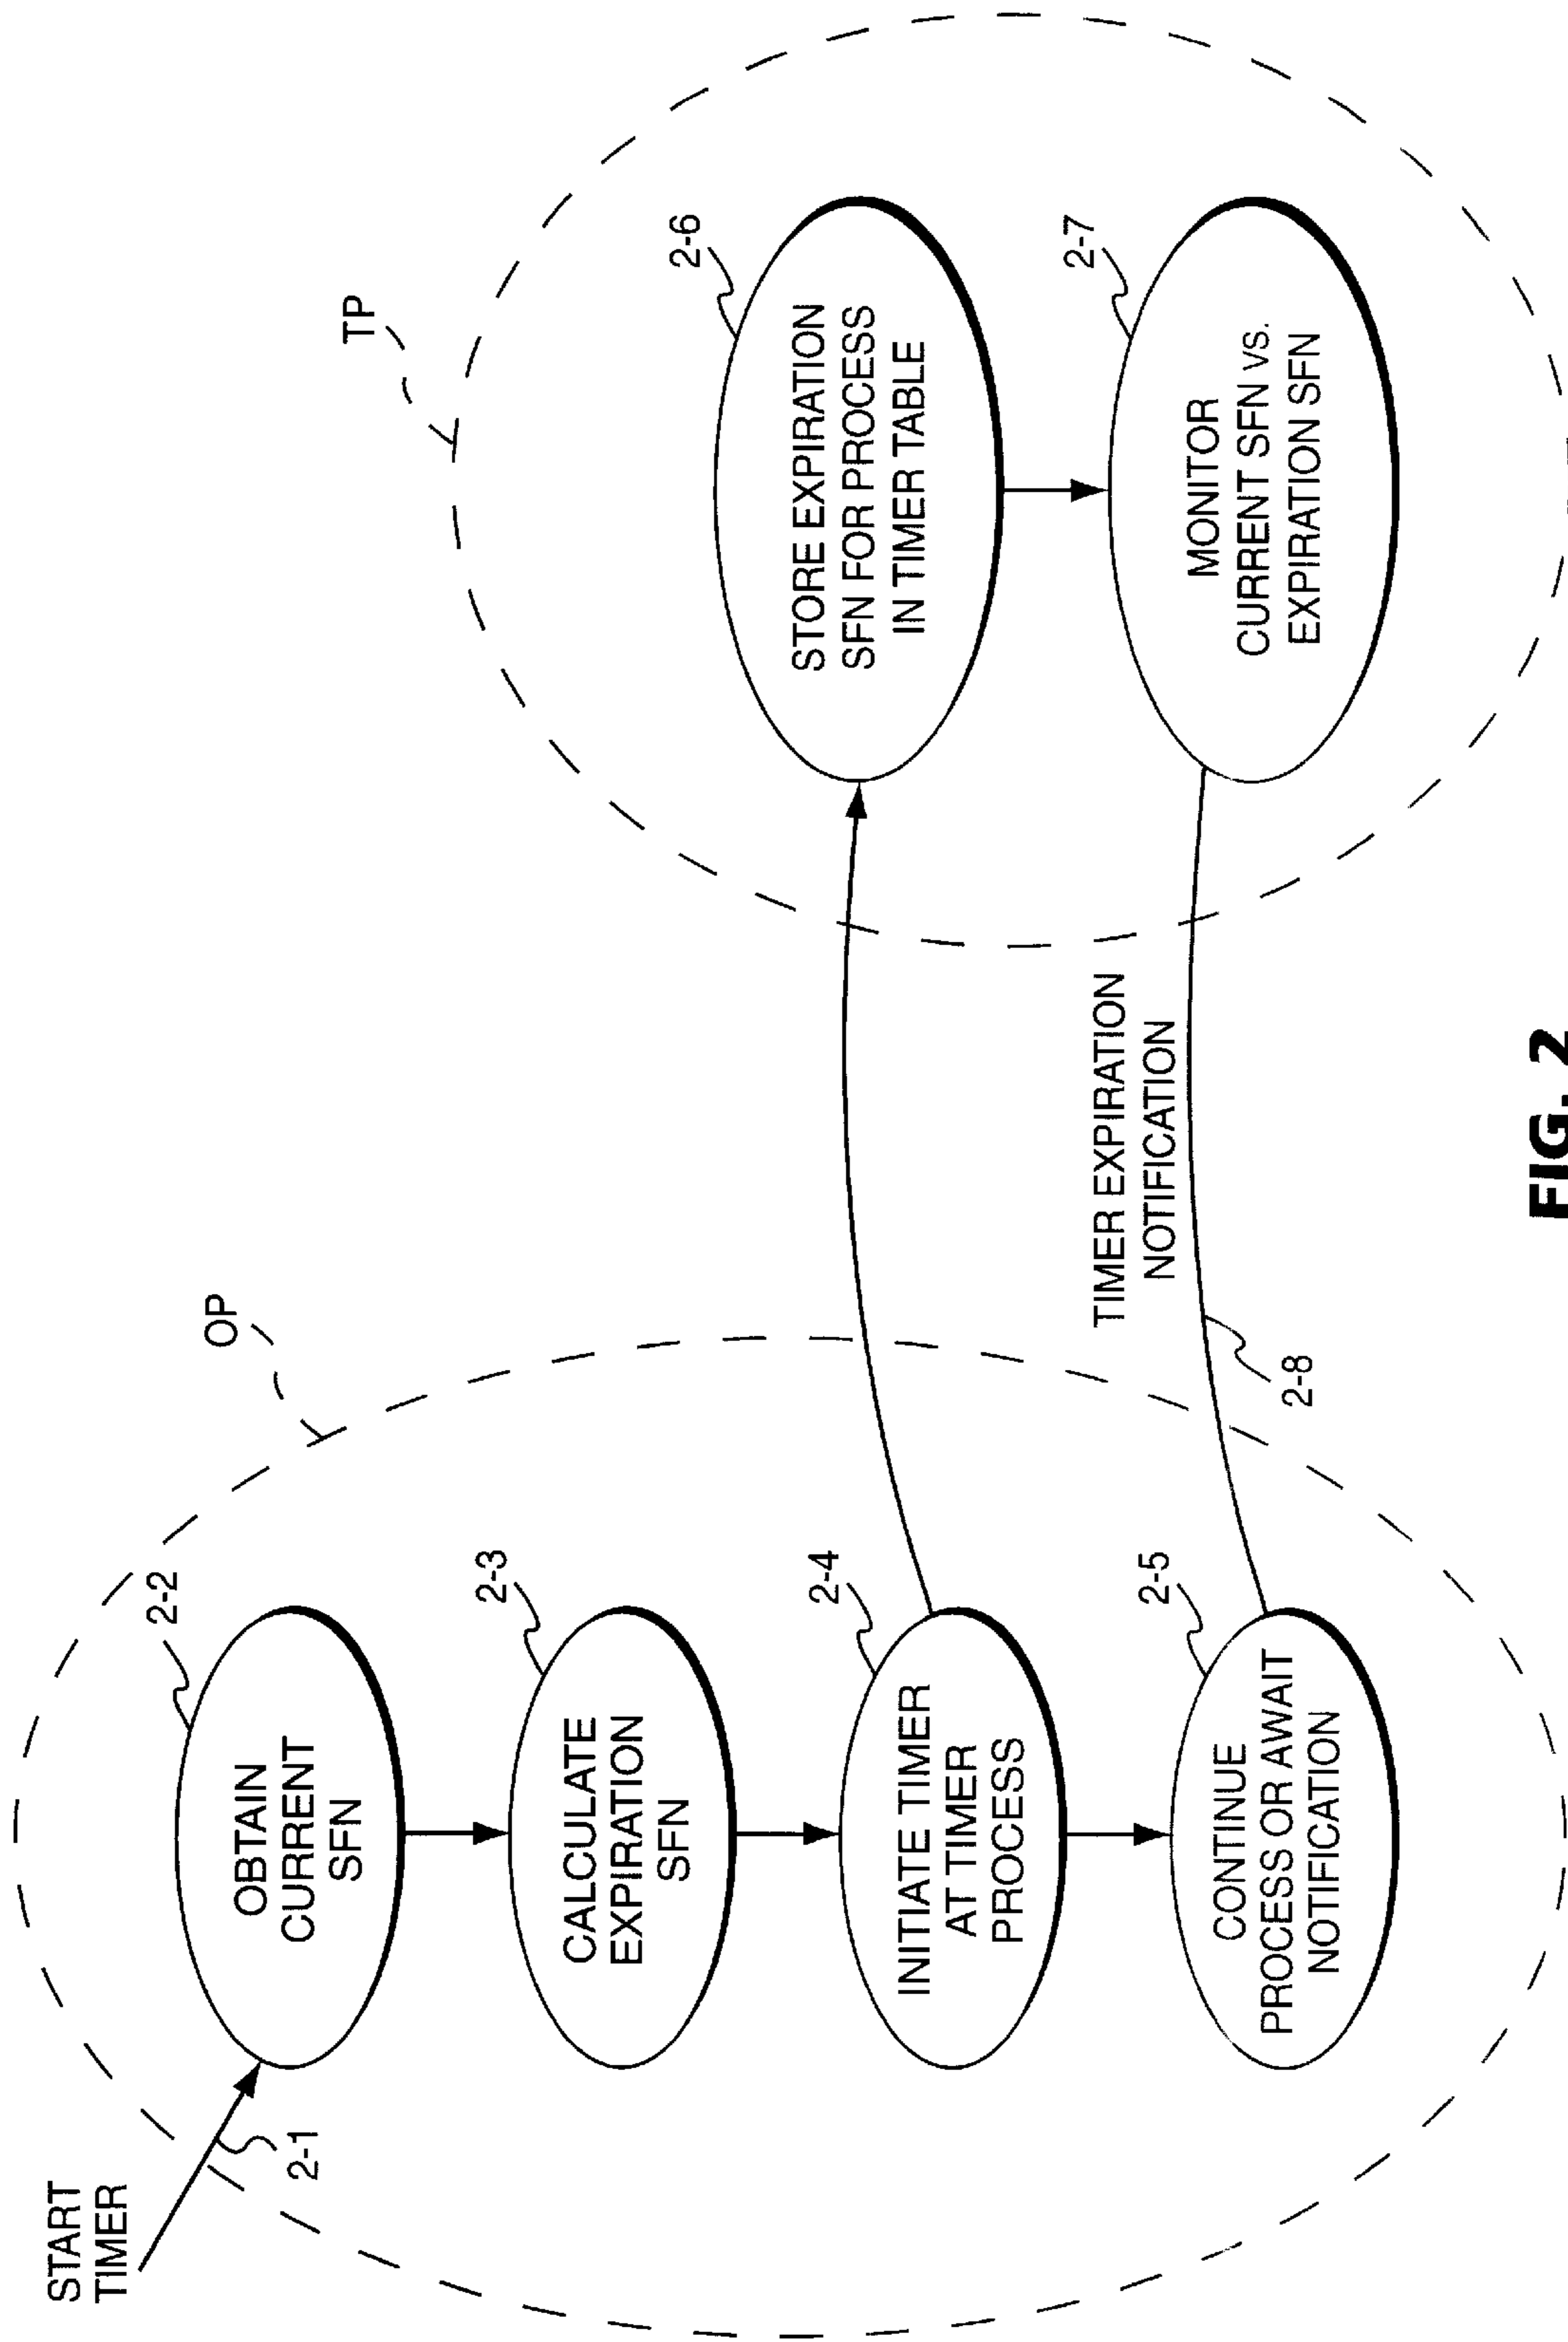 START
TIMER
2-1
OP
2-2
OBTAIN
CURRENT
SFN
2-3
CALCULATE
EXPIRATION
SFN
2-4
INITIATE TIMER
AT TIMER
PROCESS
2-5
CONTINUE
PROCESS OR AWAIT
NOTIFICATION
TIMER EXPIRATION
NOTIFICATION
2-8
TP
2-6
STORE EXPIRATION
SFN FOR PROCESS
IN TIMER TABLE
2-7
MONITOR
CURRENT SFN VS.
EXPIRATION SFN
FIG. 2